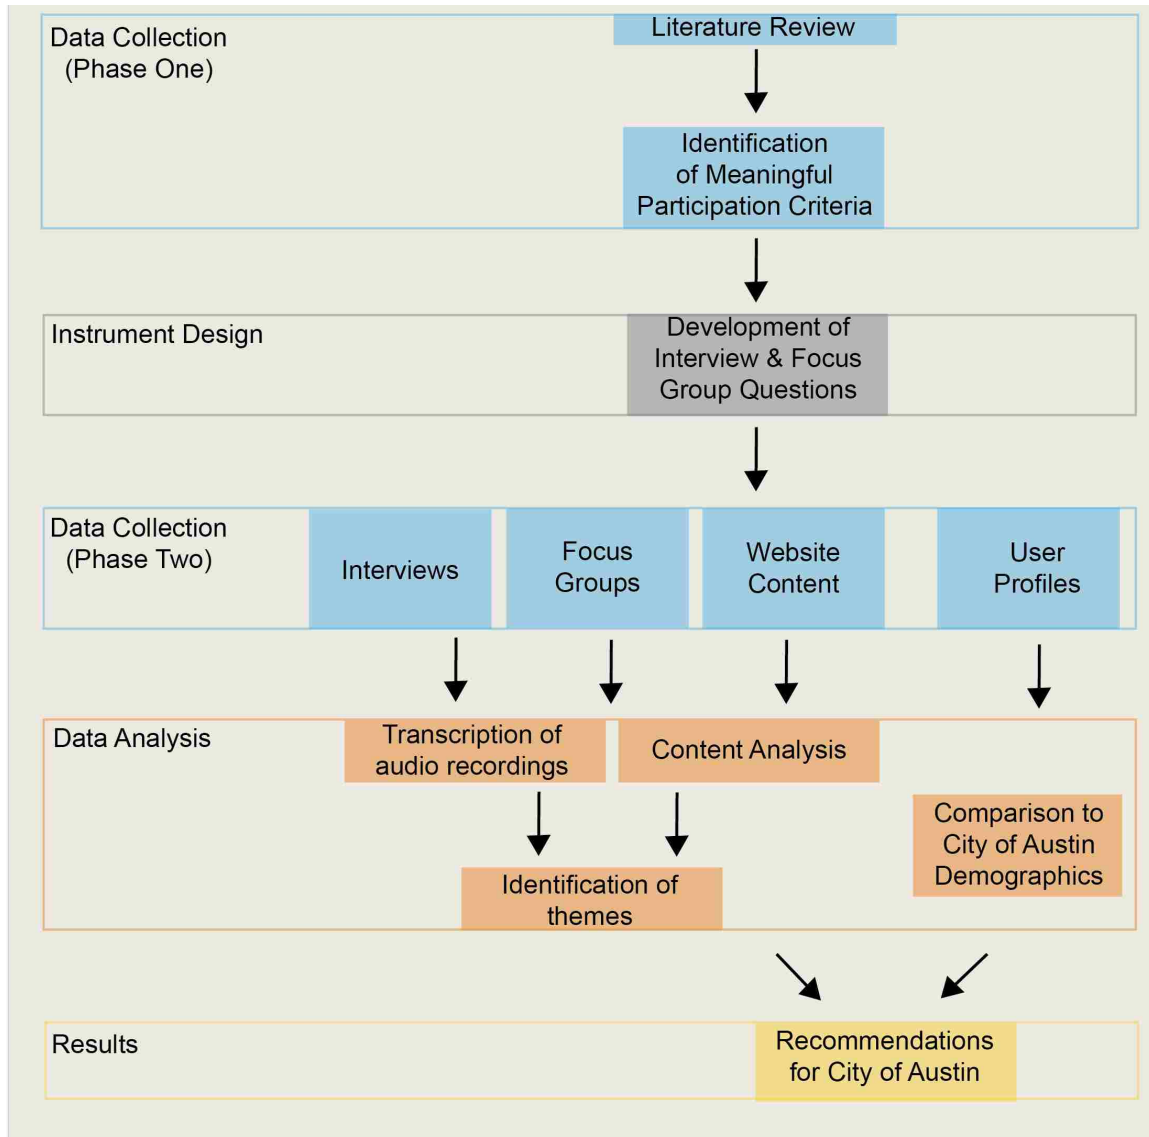 Data Collection
(Phase One)
Literature Review
Identification
of Meaningful
Participation Criteria
Instrument Design
Development of
Interview & Focus
Group Questions
Data Collection
(Phase Two)
Interviews
Focus
Groups
Website
Content
User
Profiles
Data Analysis
Transcription of
audio recordings
Content Analysis
Comparison to
City of Austin
Demographics
Identification of
themes
Results
Recommendations
for City of Austin